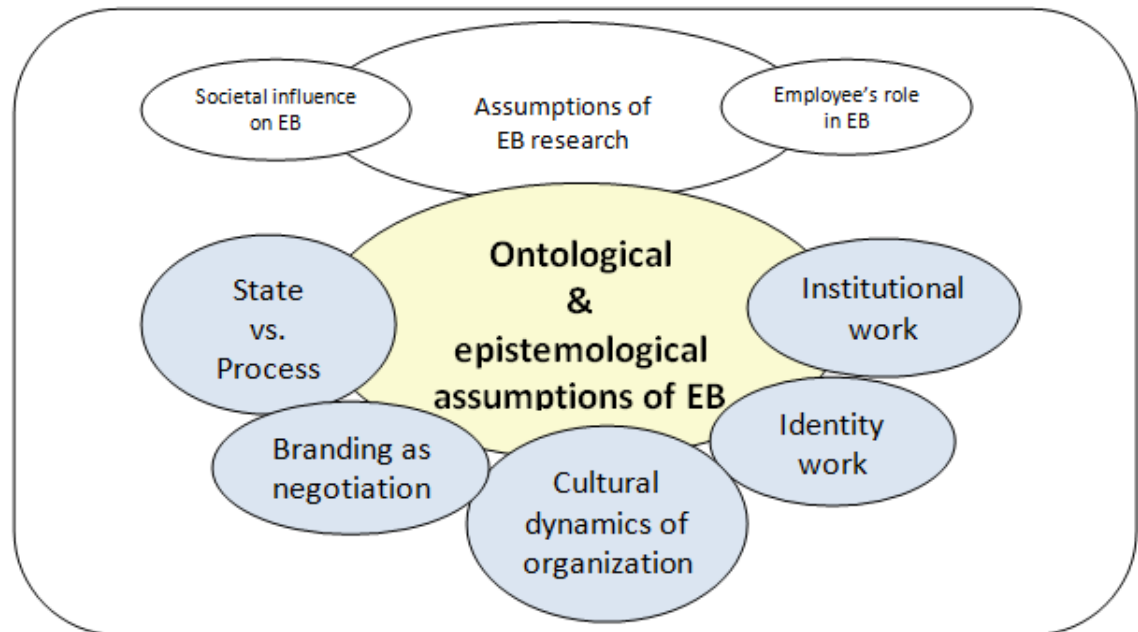 Societal influence
on EB
Assumptions of
EB research
Employee's role
in EB
Ontological
&
epistemological
assumptions of EB
State
vs.
Process
Institutional
work
Branding as
negotiation
Identity
work
Cultural
dynamics of
organization